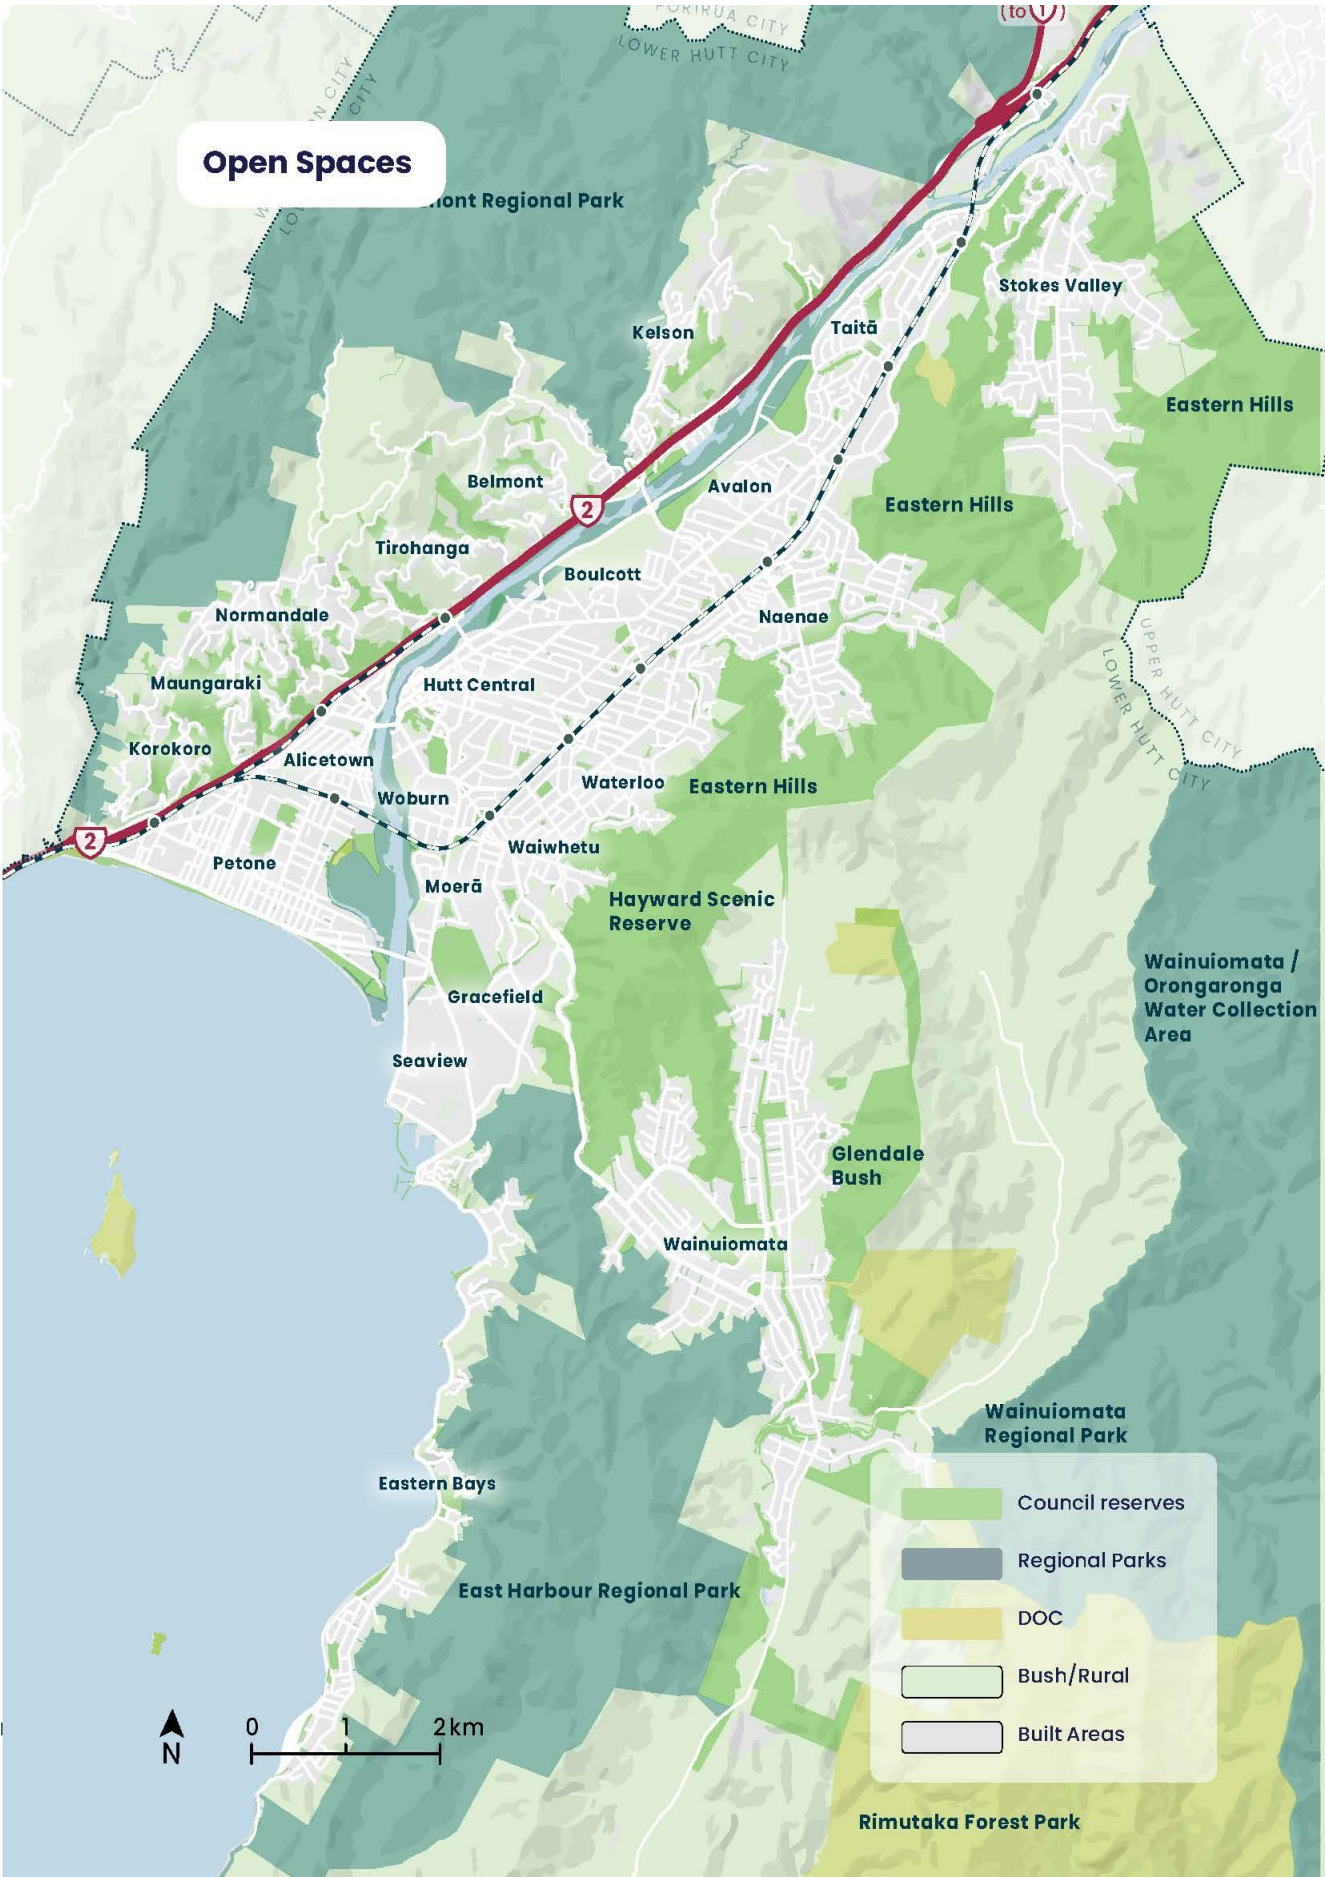 (to 1)
PORIRUA CITY
LOWER HUTT CITY
N CITY
CITY
Open Spaces
mont Regional Park
Stokes Valley
Taitā
Kelson
Eastern Hills
Belmont
Avalon
2
Eastern Hills
Tirohanga
Boulcott
Normandale
Naenae
UPPER HUTT CITY
LOWER HUTT CITY
Maungaraki
Hutt Central
Korokoro
Alicetown
Waterloo
Eastern Hills
Woburn
2
Waiwhetu
Petone
Moerā
Hayward Scenic
Reserve
Wainuiomata /
Orongaronga
Water Collection
Area
Gracefield
Seaview
Glendale
Bush
Wainuiomata
Wainuiomata
Regional Park
Eastern Bays
Council reserves
Regional Parks
East Harbour Regional Park
DOC
Bush/Rural
Built Areas
0 1 2km
N
Rimutaka Forest Park